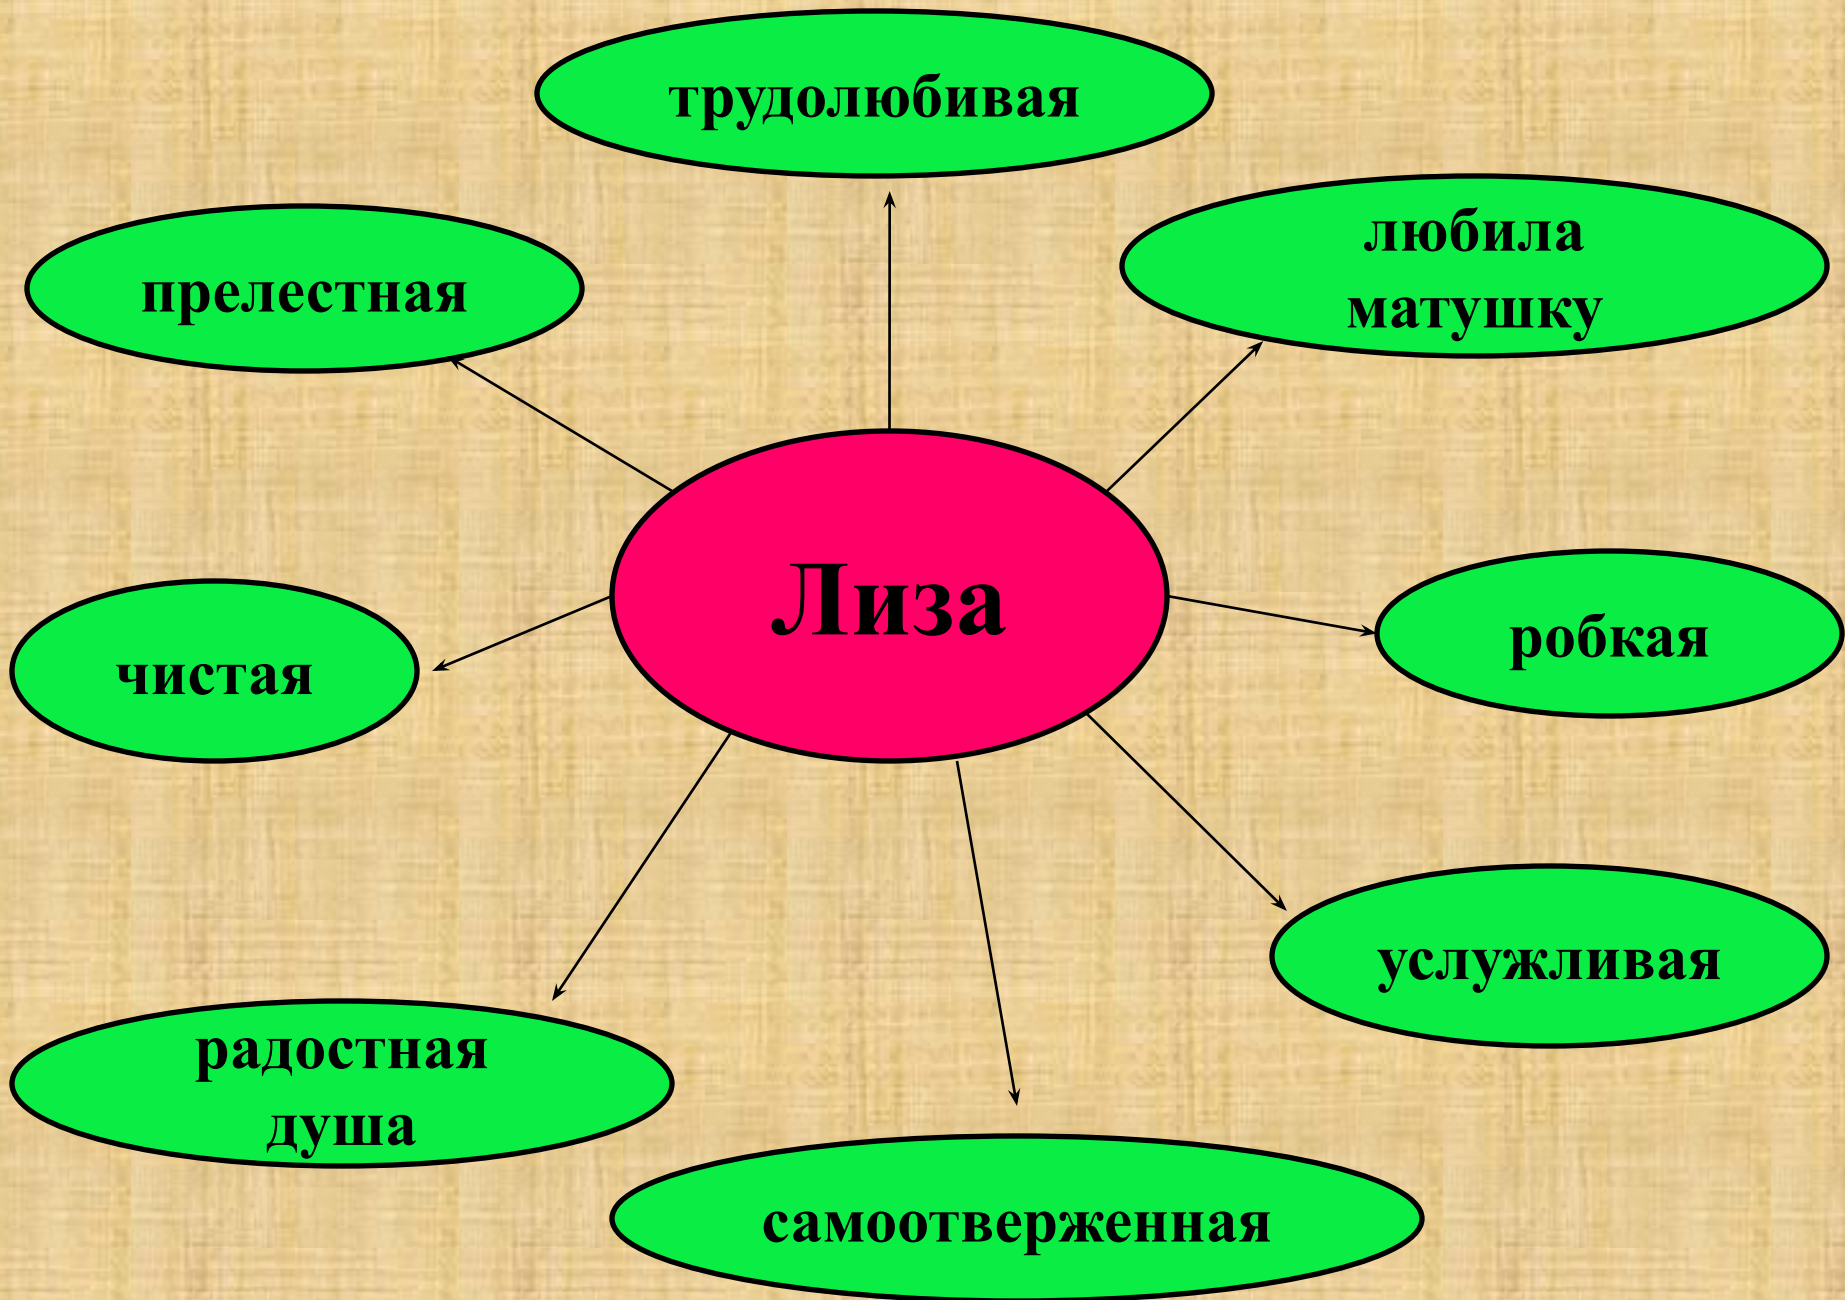 трудолюбивая
прелестная
любила
матушку
Лиза
чистая
робкая
услужливая
радостная
душа
самоотверженная